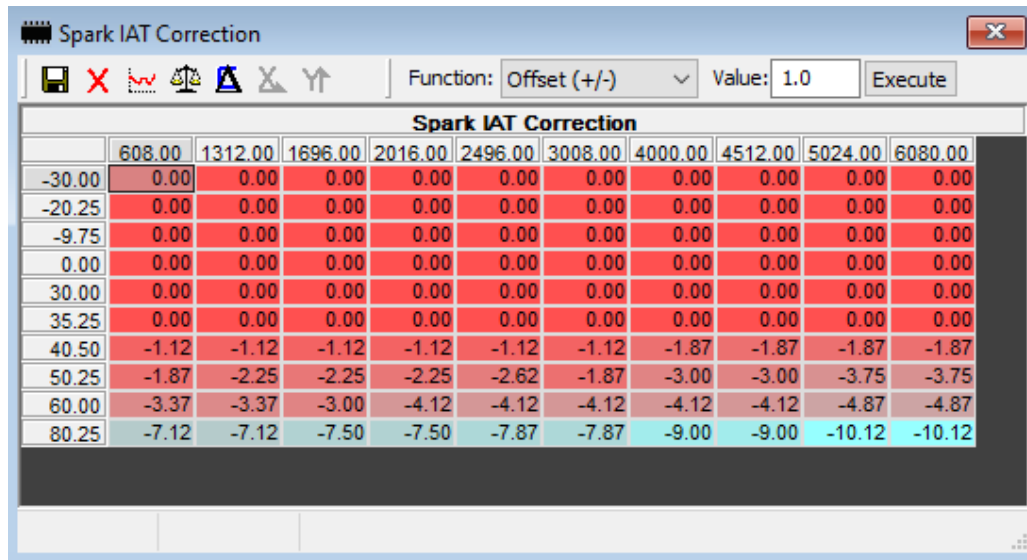 Spark IAT Correction
Function: Offset (+/-) Value: 1.0 Execute
Spark IAT Correction
608.00 1312.00 1696.00 2016.00 2496.00 3008.00 4000.00 4512.00 5024.00 6080.00
-30.00 0.00 0.00 0.00 0.00 0.00 0.00 0.00 0.00 0.00 0.00
-20.25 0.00 0.00 0.00 0.00 0.00 0.00 0.00 0.00 0.00 0.00
-9.75 0.00 0.00 0.00 0.00 0.00 0.00 0.00 0.00 0.00 0.00
0.00 0.00 0.00 0.00 0.00 0.00 0.00 0.00 0.00 0.00 0.00
30.00 0.00 0.00 0.00 0.00 0.00 0.00 0.00 0.00 0.00 0.00
35.25 0.00 0.00 0.00 0.00 0.00 0.00 0.00 0.00 0.00 0.00
40.50 -1.12 -1.12 -1.12 -1.12 -1.12 -1.12 -1.87 -1.87 -1.87 -1.87
50.25 -1.87 -2.25 -2.25 -2.25 -2.62 -1.87 -3.00 -3.00 -3.75 -3.75
60.00 -3.37 -3.37 -3.00 -4.12 -4.12 -4.12 -4.12 -4.12 -4.87 -4.87
80.25 -7.12 -7.12 -7.50 -7.50 -7.87 -7.87 -9.00 -9.00 -10.12 -10.12